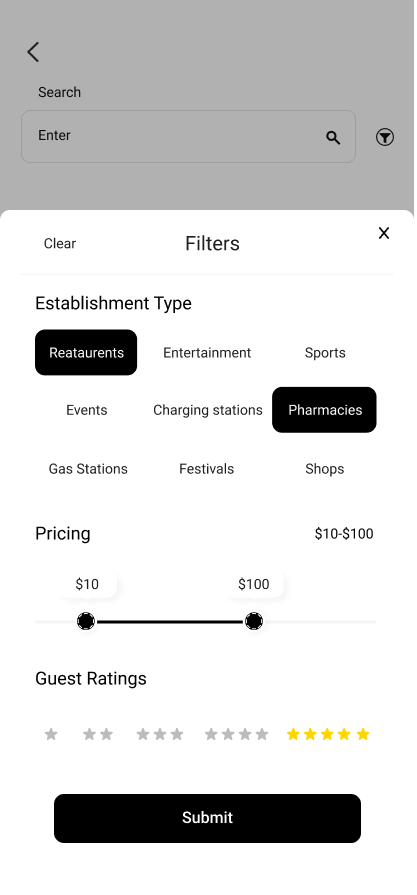 Search
Enter
Clear Filters X
Establishment Type
Reataurents Entertainment Sports
Events Charging stations Pharmacies
Gas Stations Festivals Shops
Pricing $10-$100
$10 $100
Guest Ratings
Submit